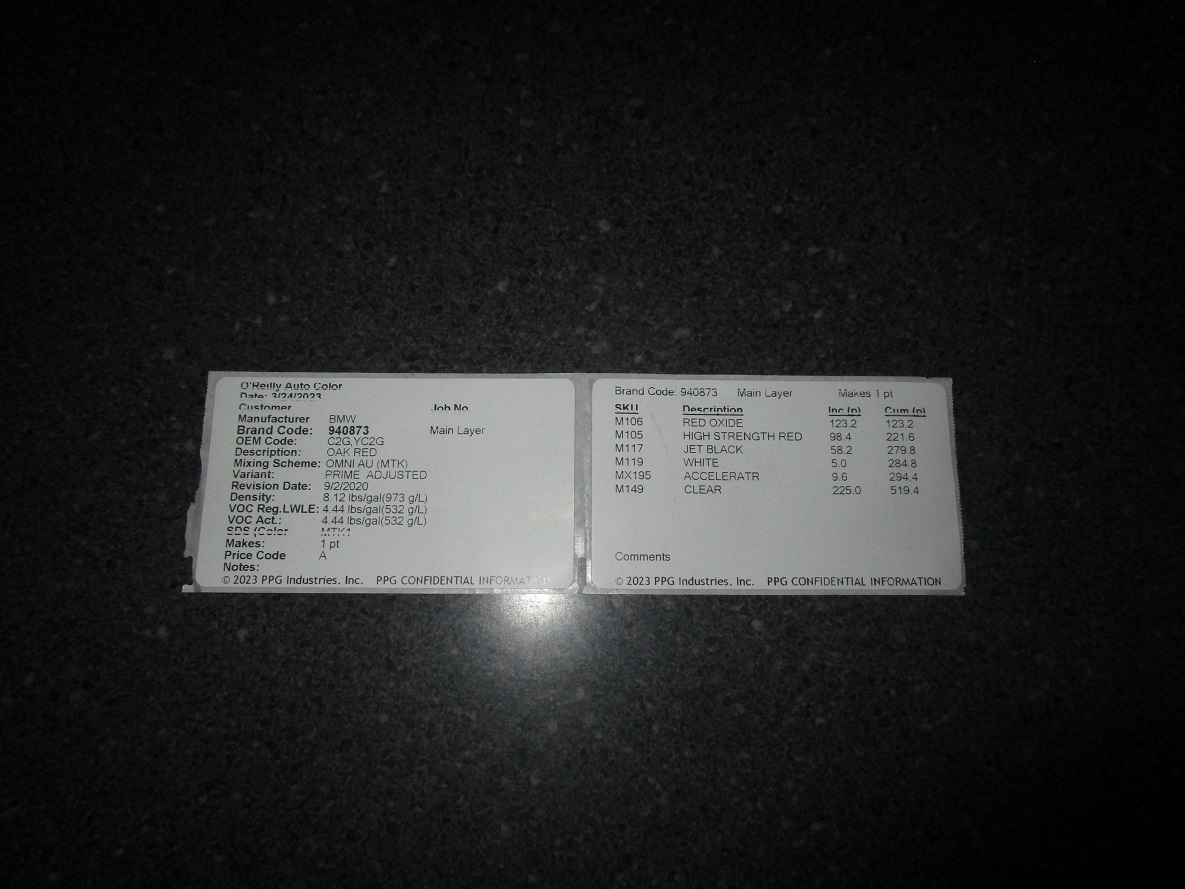 O'Reilly Auto Color
Date: 3/24/2023
Customer Job No
Manufacturer BMW
Brand Code: 940873 Main Layer
OEM Code: C2G,YC2G
Description: OAK RED
Mixing Scheme: OMNI AU (MTK)
Variant: PRIME ADJUSTED
Revision Date: 9/2/2020
Density: 8.12 lbs/gal(973 g/L)
VOC Reg.LWLE: 4.44 lbs/gal(532 g/L)
VOC Act.: 4.44 lbs/gal(532 g/L)
SDS (Color MTK1
Makes: 1 pt
Price Code A
Notes:
© 2023 PPG Industries, Inc. PPG CONFIDENTIAL INFORMATION
Brand Code: 940873 Main Layer Makes 1 pt
SKU Description Inc (p) Cum (p)
M106 RED OXIDE 123.2 123.2
M105 HIGH STRENGTH RED 98.4 221.6
M117 JET BLACK 58.2 279.8
M119 WHITE 5.0 284.8
MX195 ACCELERATR 9.6 294.4
M149 CLEAR 225.0 519.4
Comments
© 2023 PPG Industries, Inc. PPG CONFIDENTIAL INFORMATION